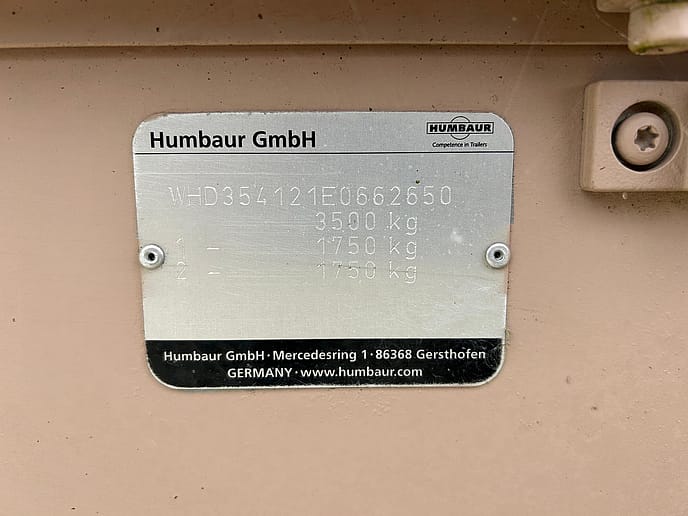 Humbaur GmbH
HUMBAUR
Competence in Trailers
WHD354121E0662650
3500 kg
1 - 1750 kg
2 - 1750 kg
Humbaur GmbH · Mercedesring 1 · 86368 Gersthofen
GERMANY · www.humbaur.com